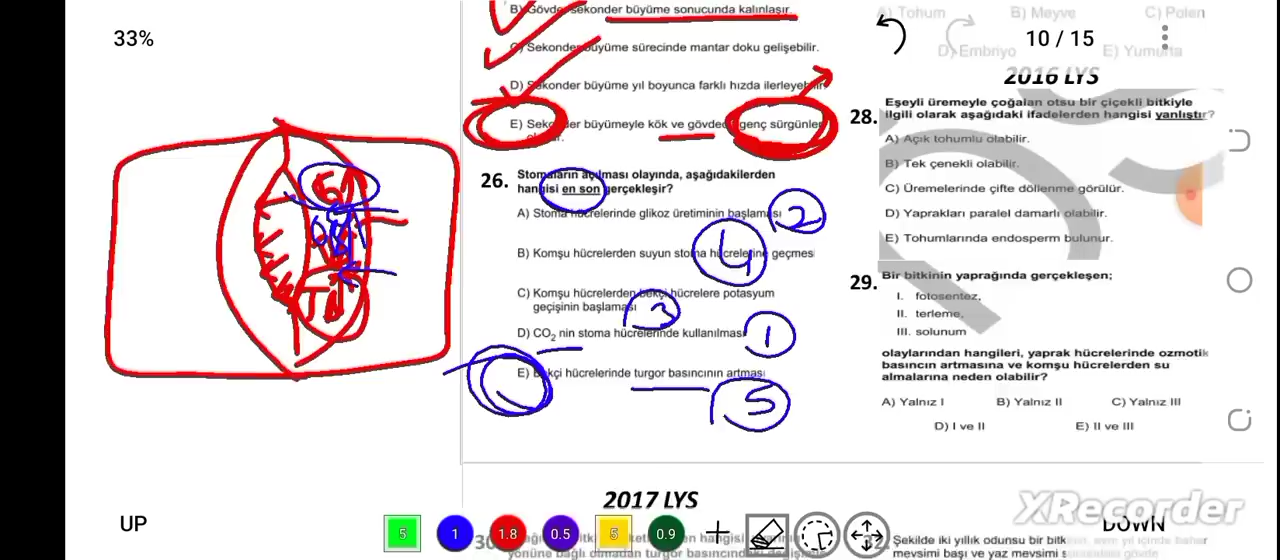 33%
UP
B) Gövde sekonder büyüme sonucunda kalınlaşır.
C) Sekonder büyüme sürecinde mantar doku gelişebilir.
D) Sekonder büyüme yıl boyunca farklı hızda ilerleyebilir.
E) Sekonder büyümeyle kök ve gövdede genç sürgünler
26.
Stomaların açılması olayında, aşağıdakilerden
hangisi en son gerçekleşir?
A) Stoma hücrelerinde glikoz üretiminin başlaması
2
B) Komşu hücrelerden suyun stoma hücrelerine geçmesi
4
C) Komşu hücrelerden bekçi hücrelere potasyum
geçişinin başlaması
3
D) CO2 nin stoma hücrelerinde kullanılması
1
E) Bekçi hücrelerinde turgor basıncının artması
5
2017 LYS
5 1 1.8 0.5 5 0.9
A) Tohum B) Meyve C) Polen
D) Embriyo E) Yumurta
10 / 15
2016 LYS
28.
Eşeyli üremeyle çoğalan otsu bir çiçekli bitkiyle
ilgili olarak aşağıdaki ifadelerden hangisi yanlıştır?
A) Açık tohumlu olabilir.
B) Tek çenekli olabilir.
C) Üremelerinde çifte döllenme görülür.
D) Yaprakları paralel damarlı olabilir.
E) Tohumlarında endosperm bulunur.
29.
Bir bitkinin yaprağında gerçekleşen;
I. fotosentez,
II. terleme,
III. solunum
olaylarından hangileri, yaprak hücrelerinde ozmotik
basıncın artmasına ve komşu hücrelerden su
almalarına neden olabilir?
A) Yalnız I B) Yalnız II C) Yalnız III
D) I ve II E) II ve III
XRecorder
DOWN
Şekilde iki yıllık odunsu bir bitk
mevsimi başı ve yaz mevsimi s